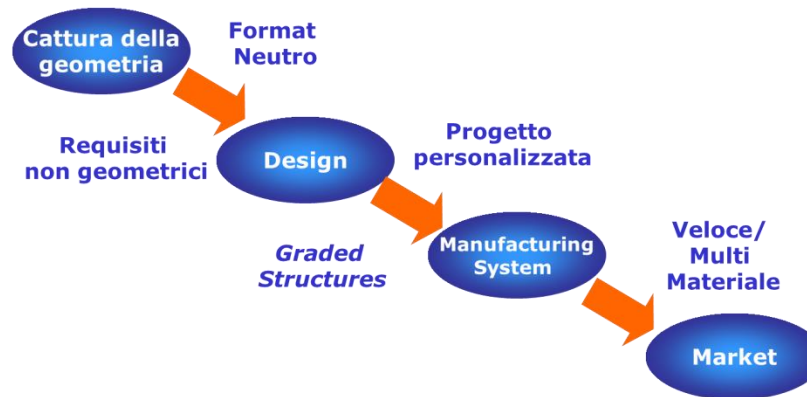 Cattura della
geometria
Format
Neutro
Requisiti
non geometrici
Design
Progetto
personalizzata
Graded
Structures
Manufacturing
System
Veloce/
Multi
Materiale
Market